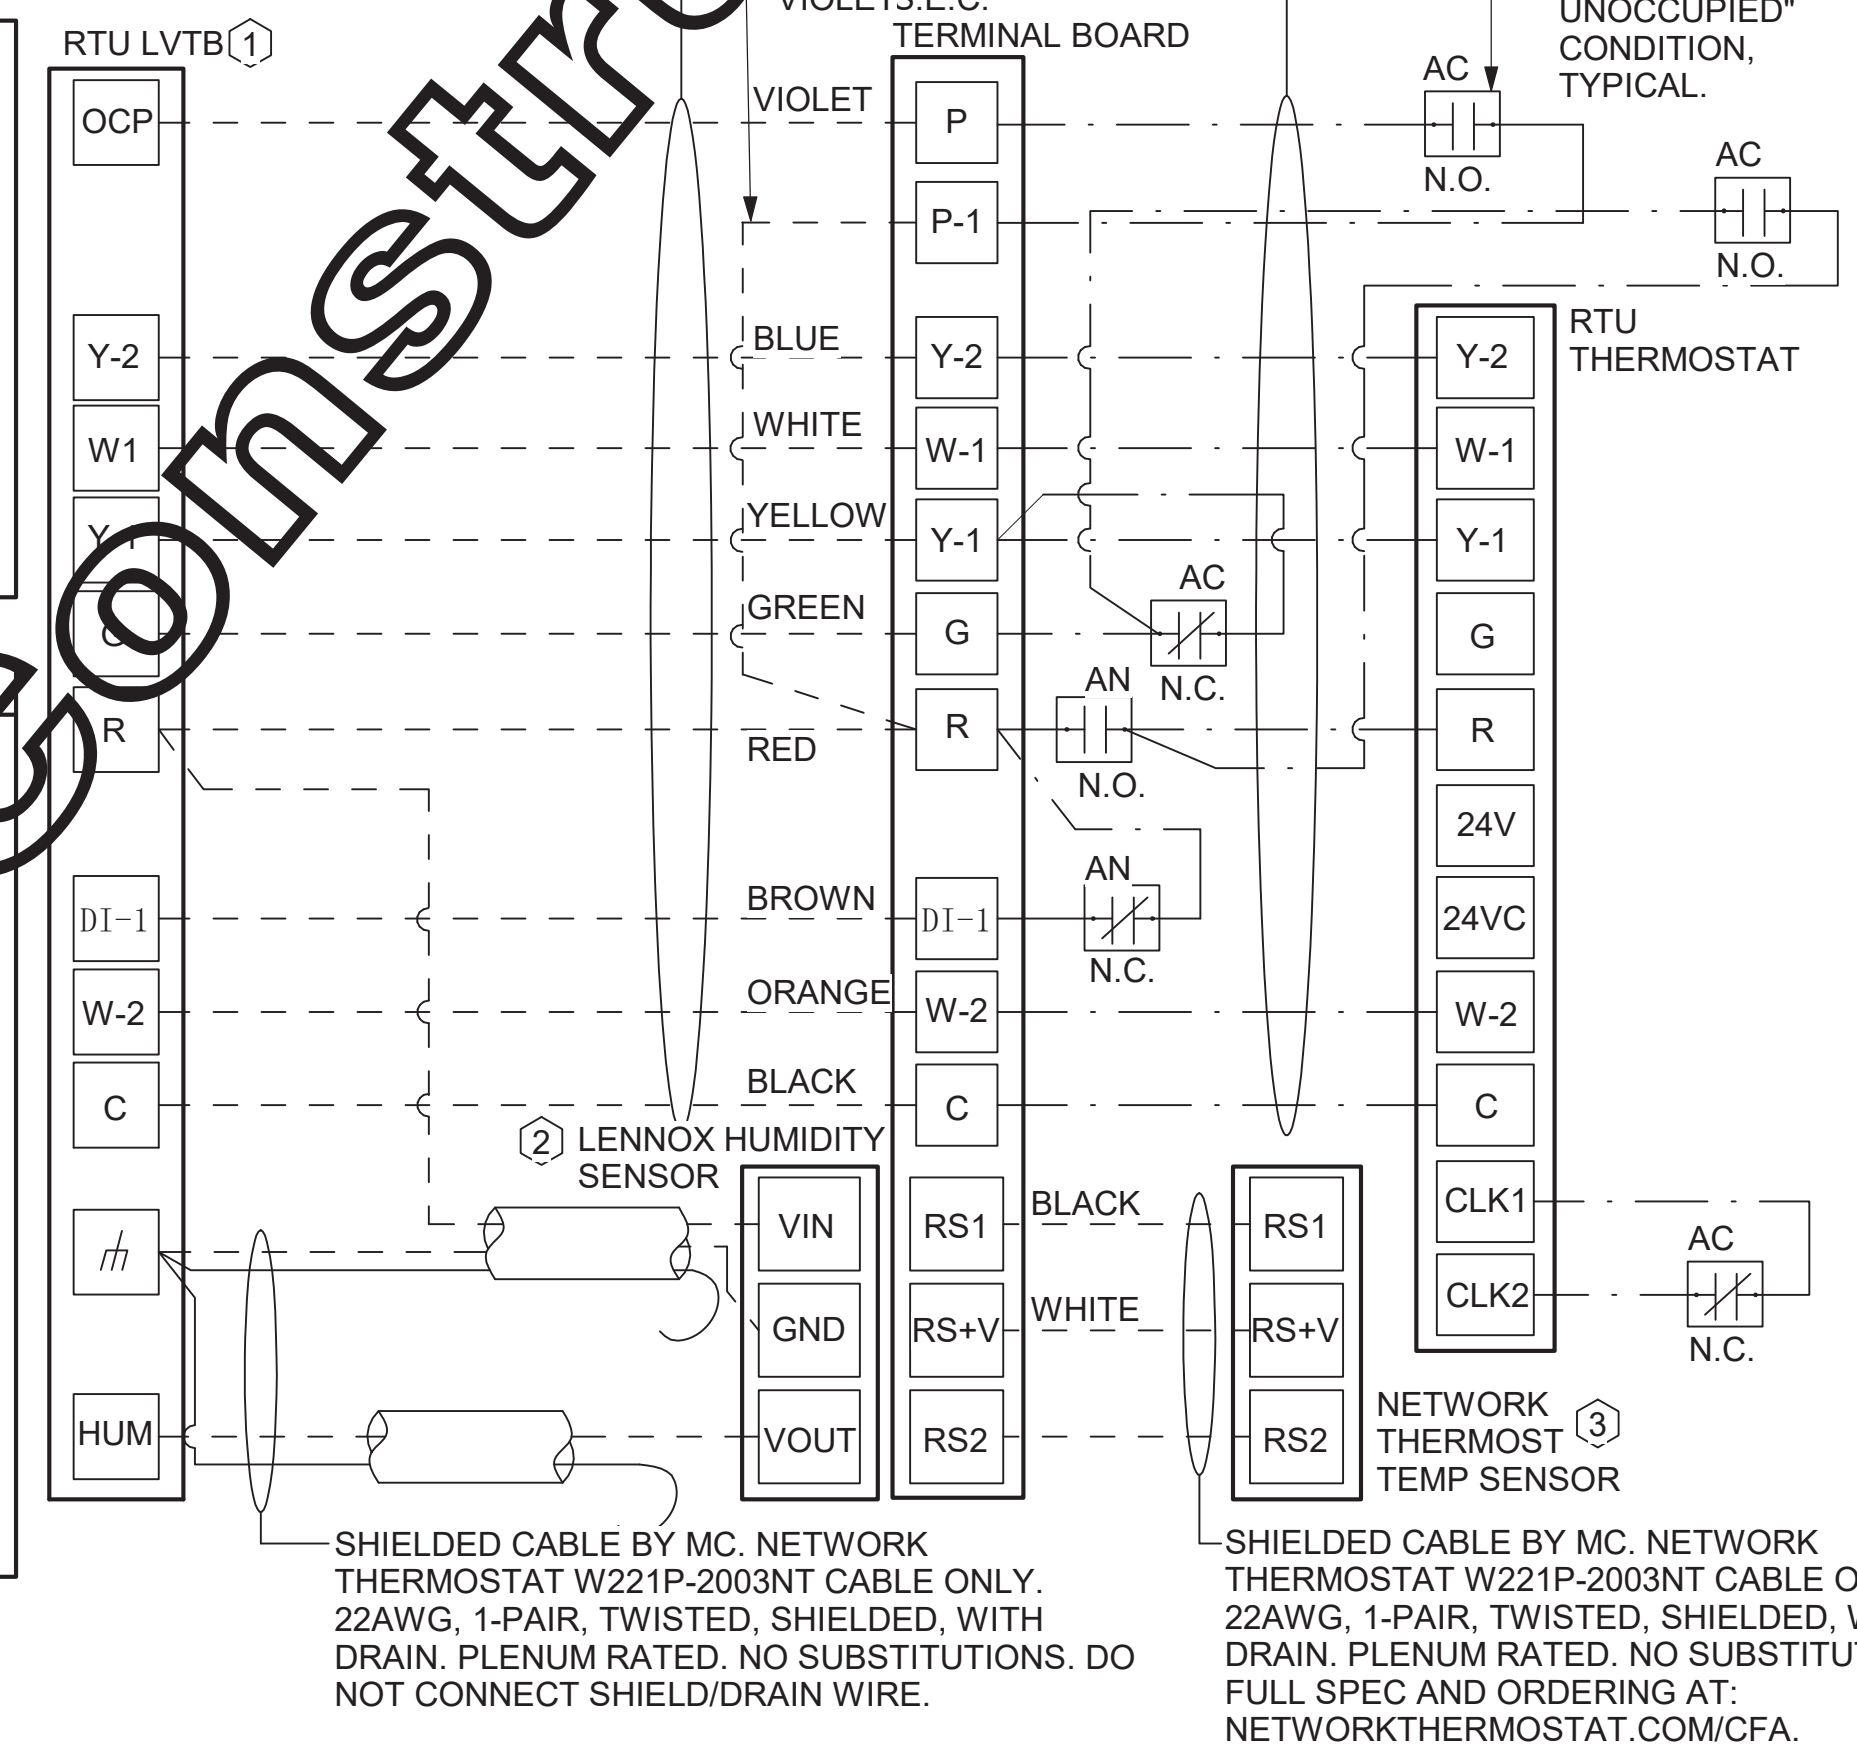 VIOLET S.E.C.
TERMINAL BOARD
UNOCCUPIED"
CONDITION,
TYPICAL.
RTU LVTB 1
OCP
Y-2
W1
Y-1
G
R
DI-1
W-2
C
HUM
VIOLET
BLUE
WHITE
YELLOW
GREEN
RED
BROWN
ORANGE
BLACK
P
P-1
Y-2
W-1
Y-1
G
R
DI-1
W-2
C
RS1
RS+V
RS2
AC
N.O.
AC
N.O.
AC
N.C.
AN
N.O.
AN
N.C.
RTU
THERMOSTAT
Y-2
W-1
Y-1
G
R
24V
24VC
W-2
C
CLK1
CLK2
AC
N.C.
2 LENNOX HUMIDITY
SENSOR
VIN
GND
VOUT
BLACK
WHITE
RS1
RS+V
RS2
NETWORK
THERMOST 3
TEMP SENSOR
SHIELDED CABLE BY MC. NETWORK
THERMOSTAT W221P-2003NT CABLE ONLY.
22AWG, 1-PAIR, TWISTED, SHIELDED, WITH
DRAIN. PLENUM RATED. NO SUBSTITUTIONS. DO
NOT CONNECT SHIELD/DRAIN WIRE.
SHIELDED CABLE BY MC. NETWORK
THERMOSTAT W221P-2003NT CABLE O
22AWG, 1-PAIR, TWISTED, SHIELDED, W
DRAIN. PLENUM RATED. NO SUBSTITUT
FULL SPEC AND ORDERING AT:
NETWORKTHERMOSTAT.COM/CFA.
Constr